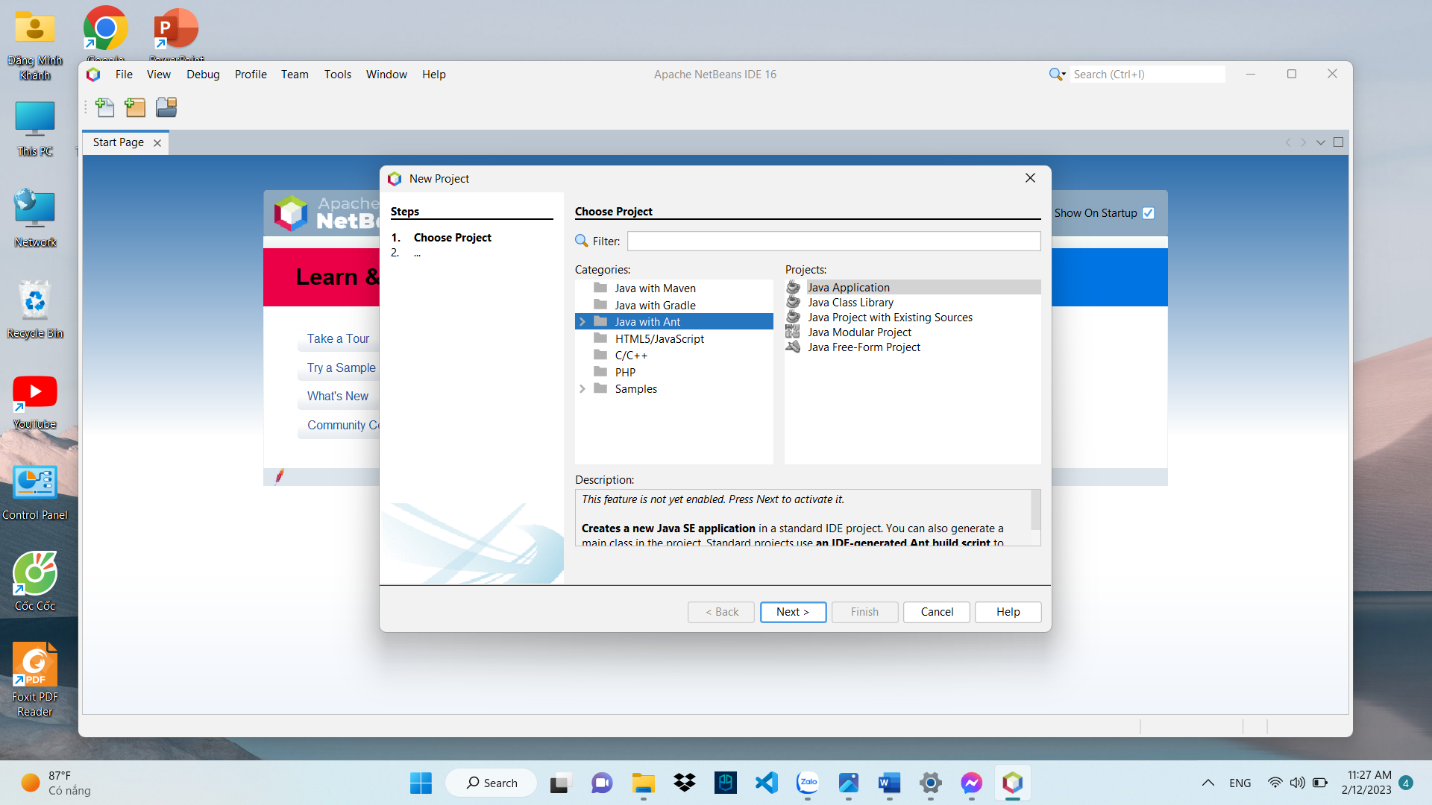 Đặng Minh
Khánh
This PC
Network
Recycle Bin
YouTube
Control Panel
Cốc Cốc
Foxit PDF
Reader
PDF
File View Debug Profile Team Tools Window Help
Apache NetBeans IDE 16
Search (Ctrl+I)
Start Page
Apache
Show On Startup
Learn &
Take a Tour
Try a Sample
What's New
New Project
Steps
1. Choose Project
2. ...
Choose Project
Filter:
Categories:
Java with Maven
Java with Gradle
Java with Ant
HTML5/JavaScript
C/C++
PHP
Samples
Projects:
Java Application
Java Class Library
Java Project with Existing Sources
Java Modular Project
Java Free-Form Project
Description:
This feature is not yet enabled. Press Next to activate it.
Creates a new Java SE application in a standard IDE project. You can also generate a
main class in the project. Standard projects use an IDE-generated Ant build script to
< Back Next > Finish Cancel Help
87°F
Có nắng
Search
Zalo
ENG
11:27 AM
2/12/2023
4